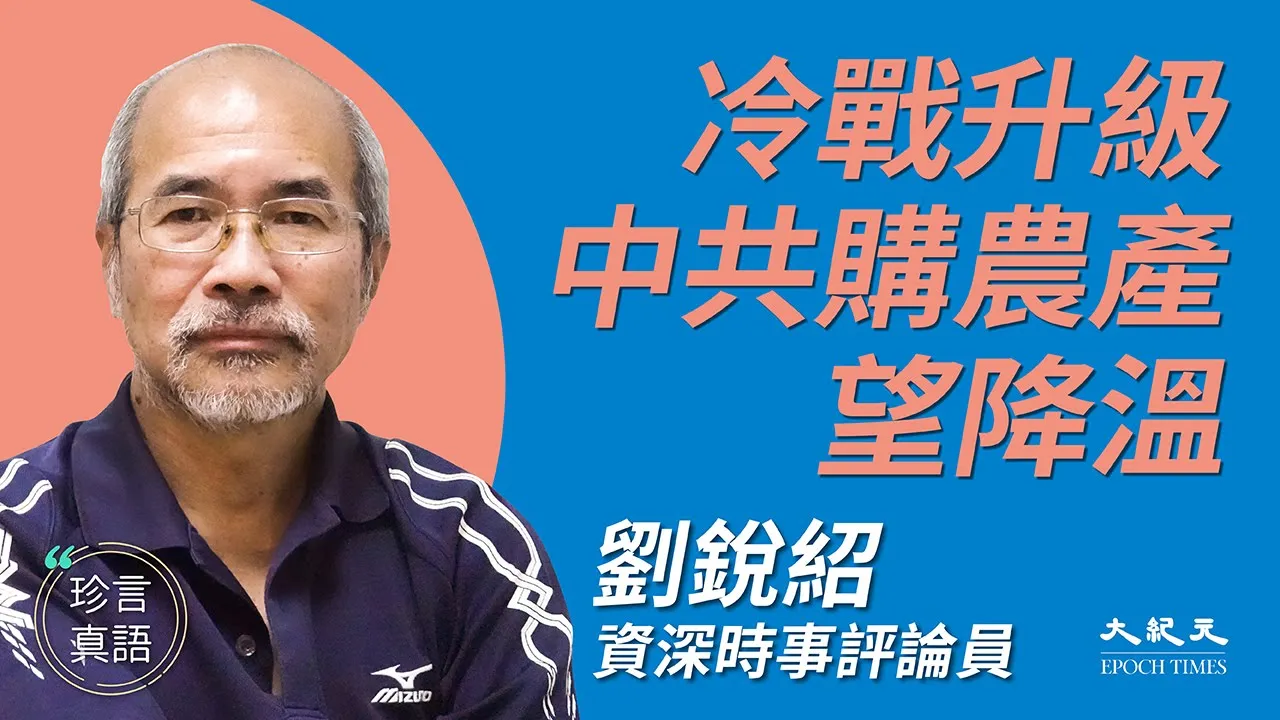 冷戰升級
中共購農產
望降溫
劉銳紹
資深時事評論員
“珍言
真語
MIZUNO
大紀元
EPOCH TIMES